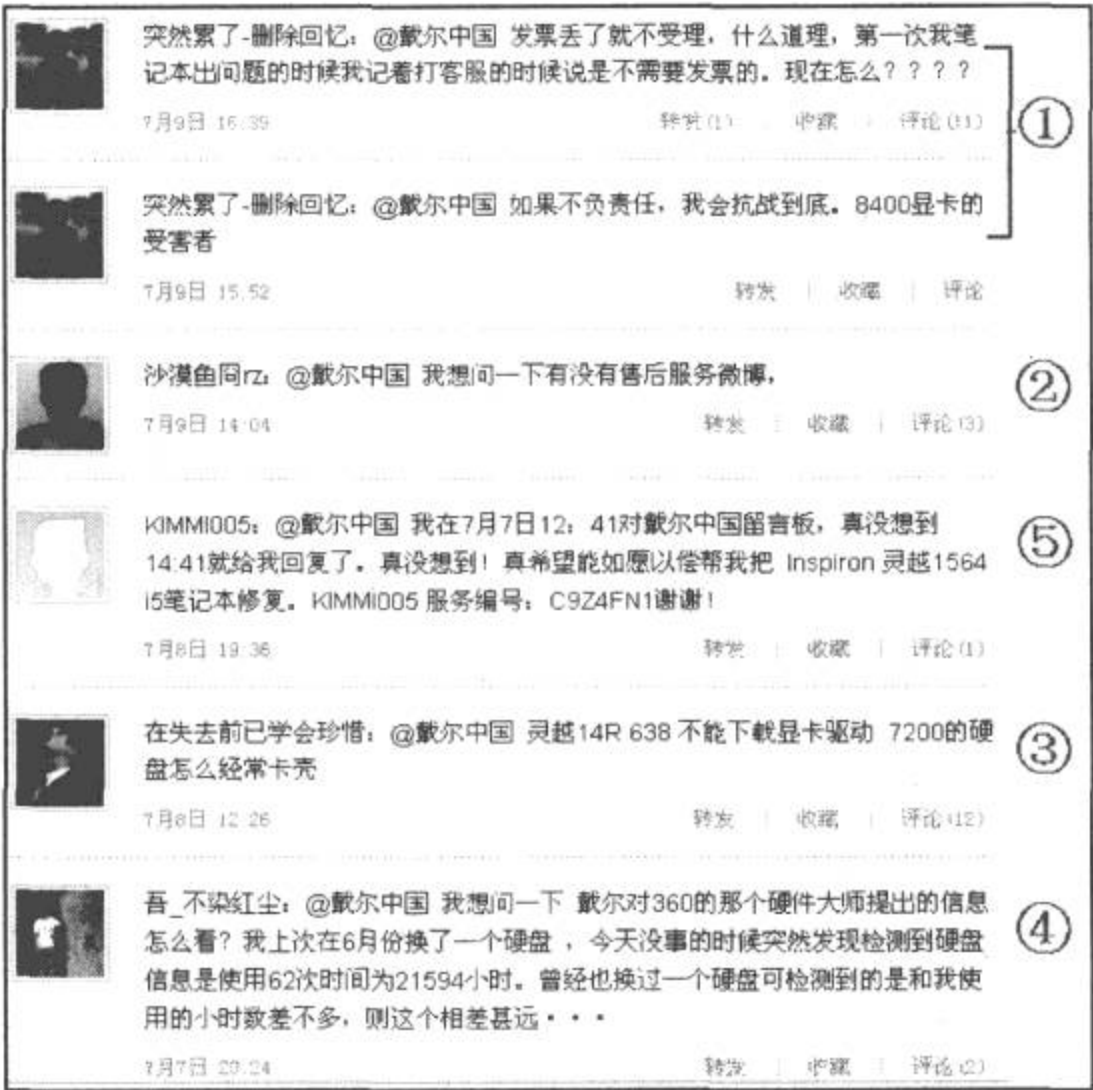 突然累了-删除回忆：@戴尔中国 发票丢了就不受理，什么道理，第一次我笔
记本出问题的时候我记着打客服的时候说是不需要发票的。现在怎么？？？？
7月9日 16:39 转发(1) 收藏 评论(11)
①
突然累了-删除回忆：@戴尔中国 如果不负责任，我会抗战到底。8400显卡的
受害者
7月9日 15:52 转发 | 收藏 | 评论
沙漠鱼冏rz：@戴尔中国 我想问一下有没有售后服务微博，
②
7月9日 14:04 转发 | 收藏 | 评论(3)
KIMMI005：@戴尔中国 我在7月7日12：41对戴尔中国留言板，真没想到
⑤
14:41就给我回复了。真没想到！真希望能如愿以偿帮我把 Inspiron 灵越1564
I5笔记本修复。KIMMI005 服务编号：C9Z4FN1谢谢！
7月8日 19:36 转发 | 收藏 | 评论(1)
在失去前已学会珍惜：@戴尔中国 灵越14R 638 不能下载显卡驱动 7200的硬
③
盘怎么经常卡壳
7月8日 12:26 转发 | 收藏 | 评论(12)
吾_不染红尘：@戴尔中国 我想问一下 戴尔对360的那个硬件大师提出的信息
④
怎么看？我上次在6月份换了一个硬盘 ，今天没事的时候突然发现检测到硬盘
信息是使用62次时间为21594小时。曾经也换过一个硬盘可检测到的是和我使
用的小时数差不多，则这个相差甚远・・・
7月7日 20:24 转发 | 收藏 | 评论(2)